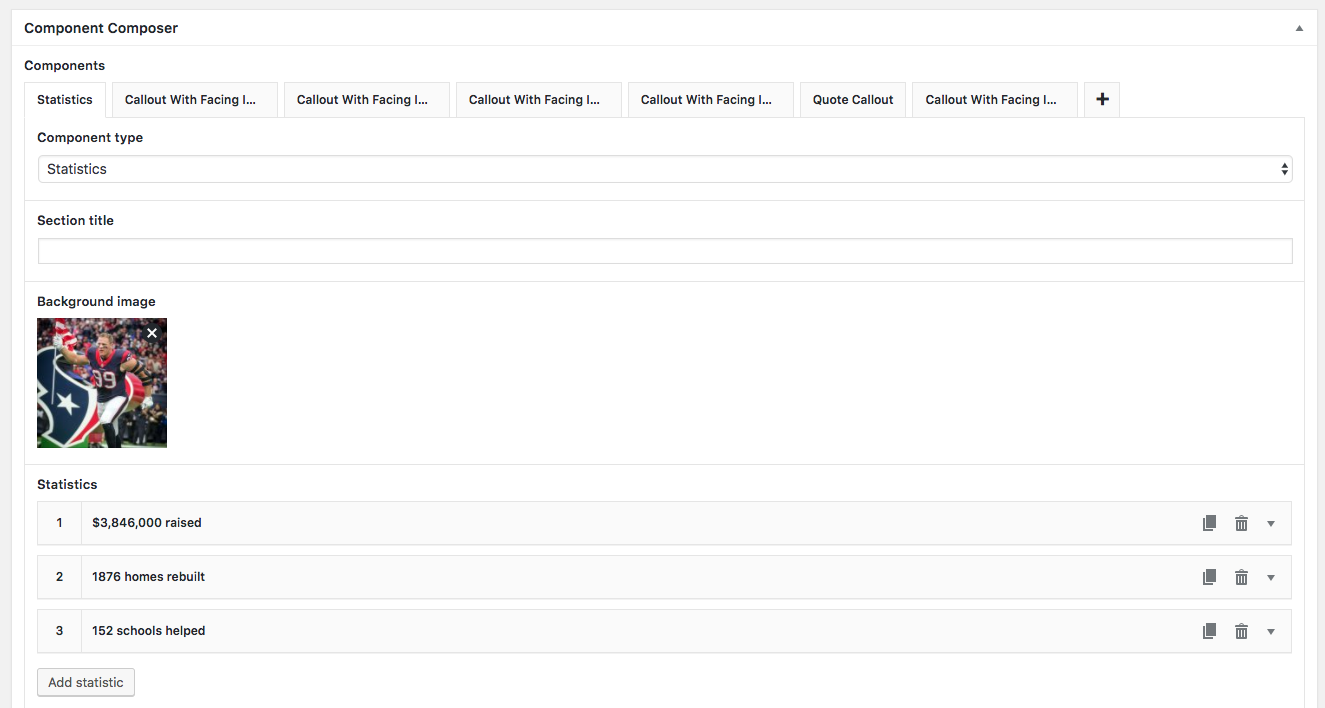 Component Composer
Components
Statistics
Callout With Facing I...
Callout With Facing I...
Callout With Facing I...
Callout With Facing I...
Quote Callout
Callout With Facing I...
Component type
Statistics
Section title
Background image
99
Statistics
1 $3,846,000 raised
2 1876 homes rebuilt
3 152 schools helped
Add statistic